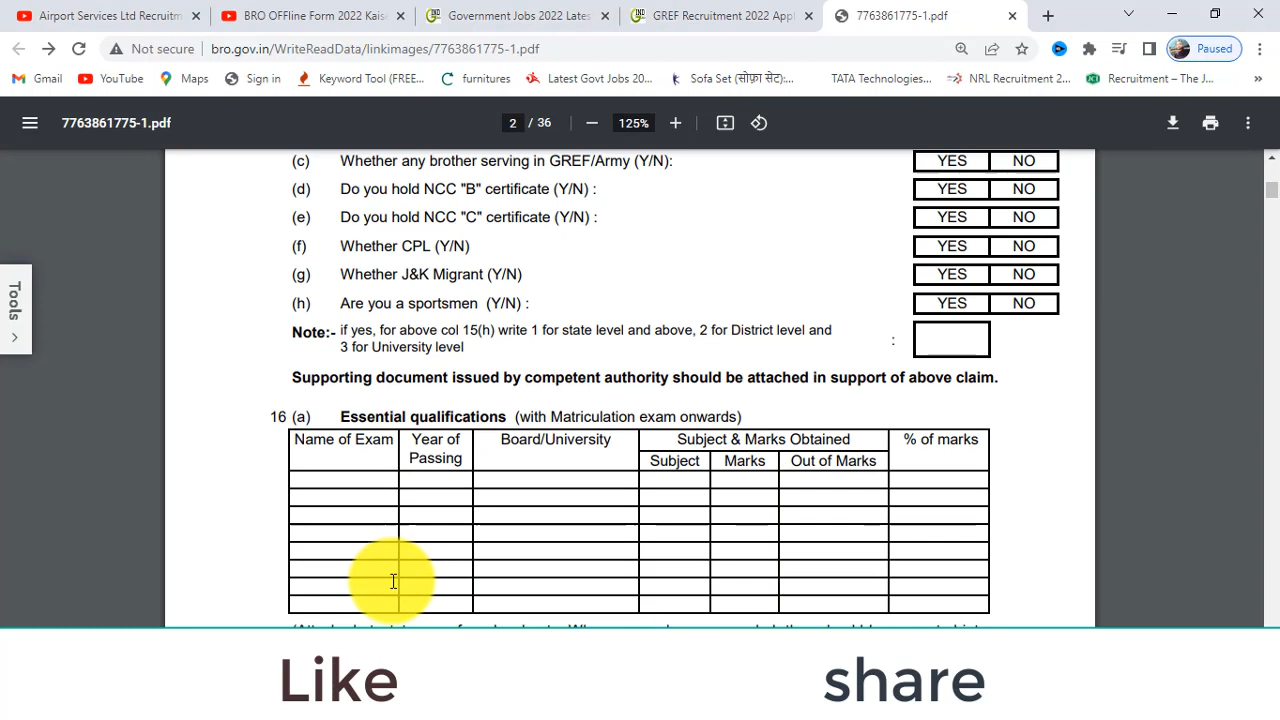 Airport Services Ltd Recruitm
BRO OFFline Form 2022 Kaise
Government Jobs 2022 Lates
GREF Recruitment 2022 Appl
7763861775-1.pdf
Not secure
bro.gov.in/WriteReadData/linkimages/7763861775-1.pdf
Paused
Gmail
YouTube
Maps
Sign in
Keyword Tool (FREE...
furnitures
Latest Govt Jobs 20...
Sofa Set (सोफ़ा सेट):...
TATA Technologies...
NRL Recruitment 2...
Recruitment – The J...
7763861775-1.pdf
2 / 36
125%
Tools
(c) Whether any brother serving in GREF/Army (Y/N): YES NO
(d) Do you hold NCC "B" certificate (Y/N) : YES NO
(e) Do you hold NCC "C" certificate (Y/N) : YES NO
(f) Whether CPL (Y/N) YES NO
(g) Whether J&K Migrant (Y/N) YES NO
(h) Are you a sportsmen (Y/N) : YES NO
Note:- if yes, for above col 15(h) write 1 for state level and above, 2 for District level and
3 for University level :
Supporting document issued by competent authority should be attached in support of above claim.
16 (a) Essential qualifications (with Matriculation exam onwards)
Name of Exam Year of Passing Board/University Subject & Marks Obtained % of marks
Subject Marks Out of Marks
Like share